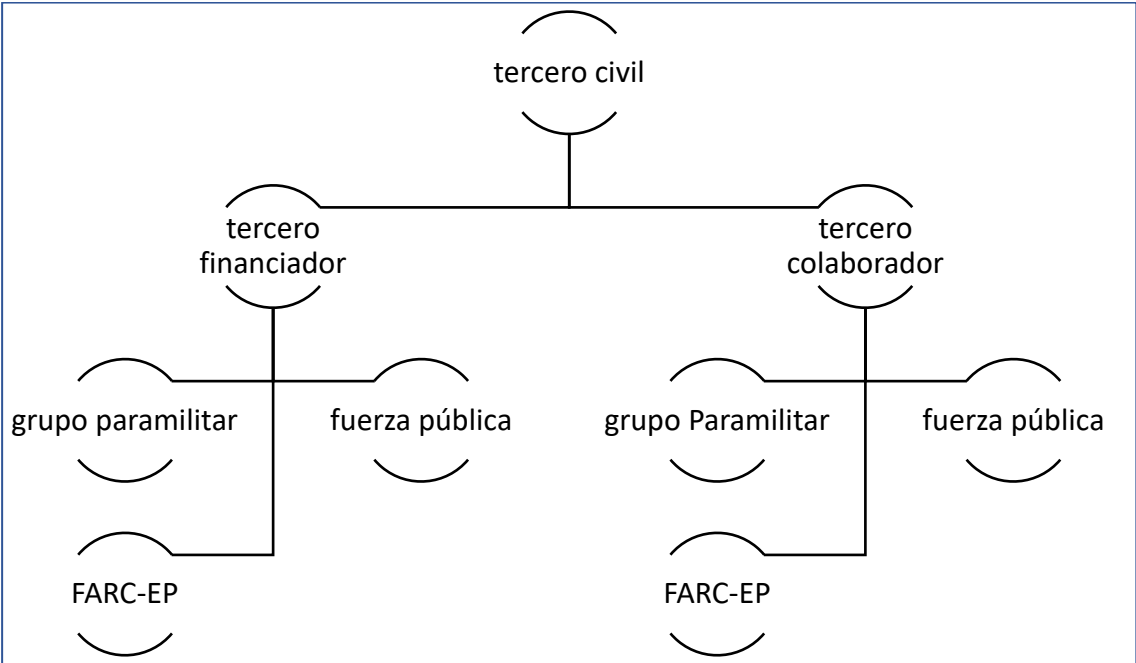 tercero civil
tercero
financiador
tercero
colaborador
grupo paramilitar
fuerza pública
grupo Paramilitar
fuerza pública
FARC-EP
FARC-EP